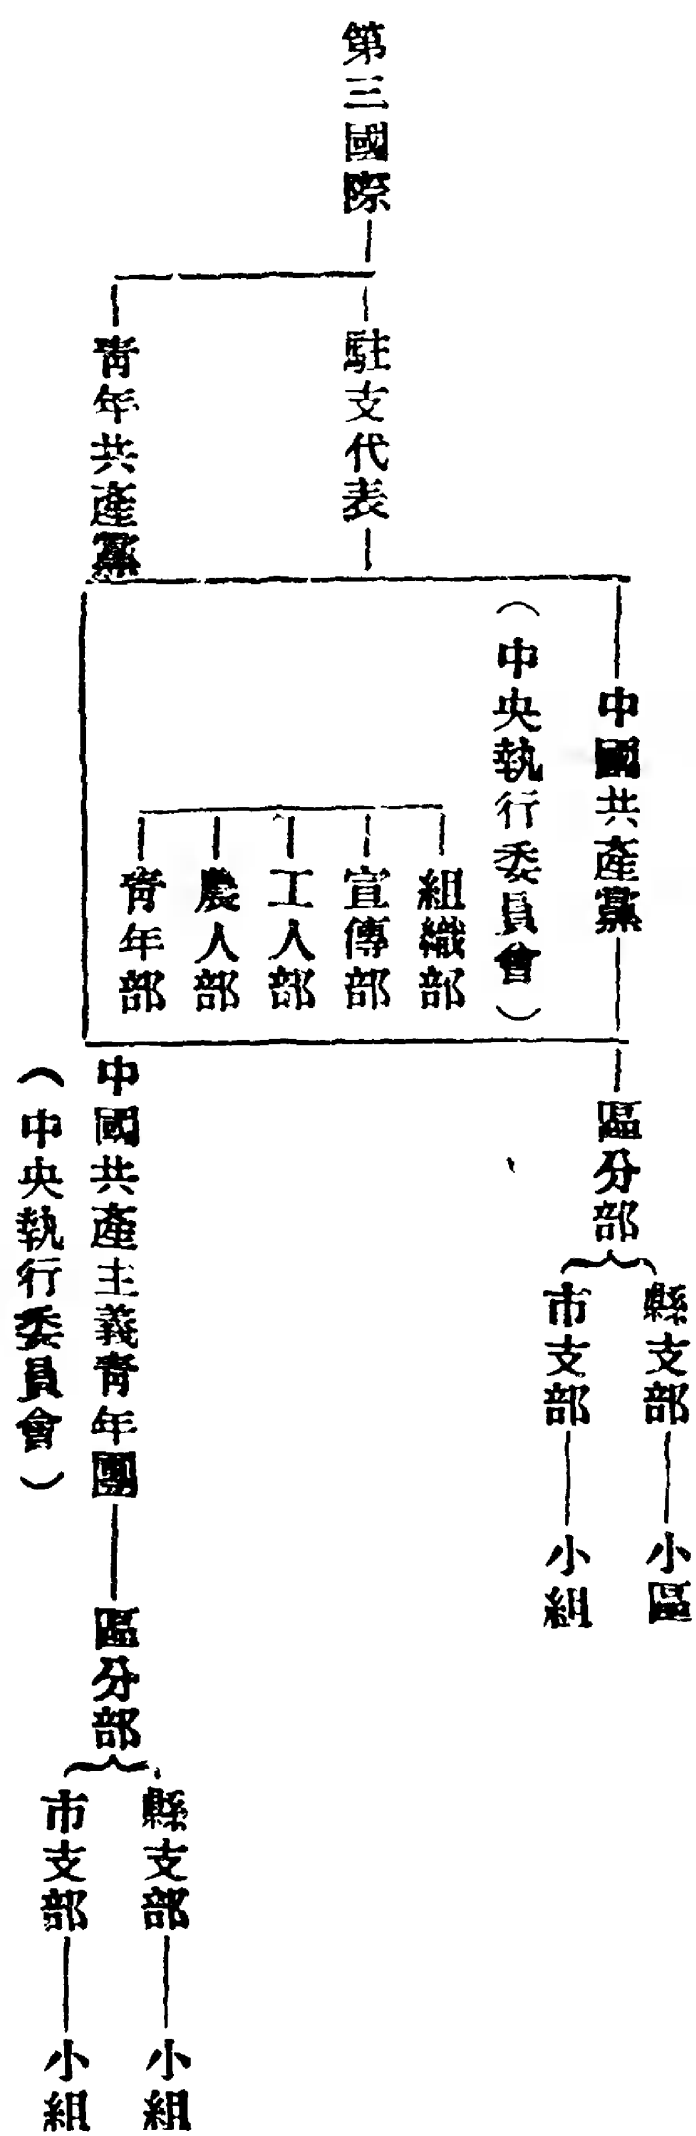 第三國際
駐支代表
青年共產黨
中國共產黨
（中央執行委員會）
組織部
宣傳部
工人部
農人部
青年部
區分部
縣支部
小區
市支部
小組
中國共產主義青年團
（中央執行委員會）
區分部
縣支部
小組
市支部
小組